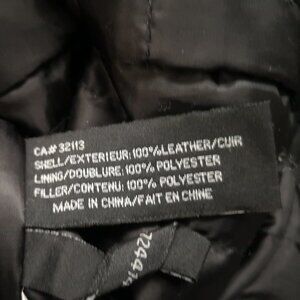 CA# 32113
SHELL/EXTERIEUR: 100% LEATHER/CUIR
LINING/DOUBLURE: 100% POLYESTER
FILLER/CONTENU: 100% POLYESTER
MADE IN CHINA/FAIT EN CHINE